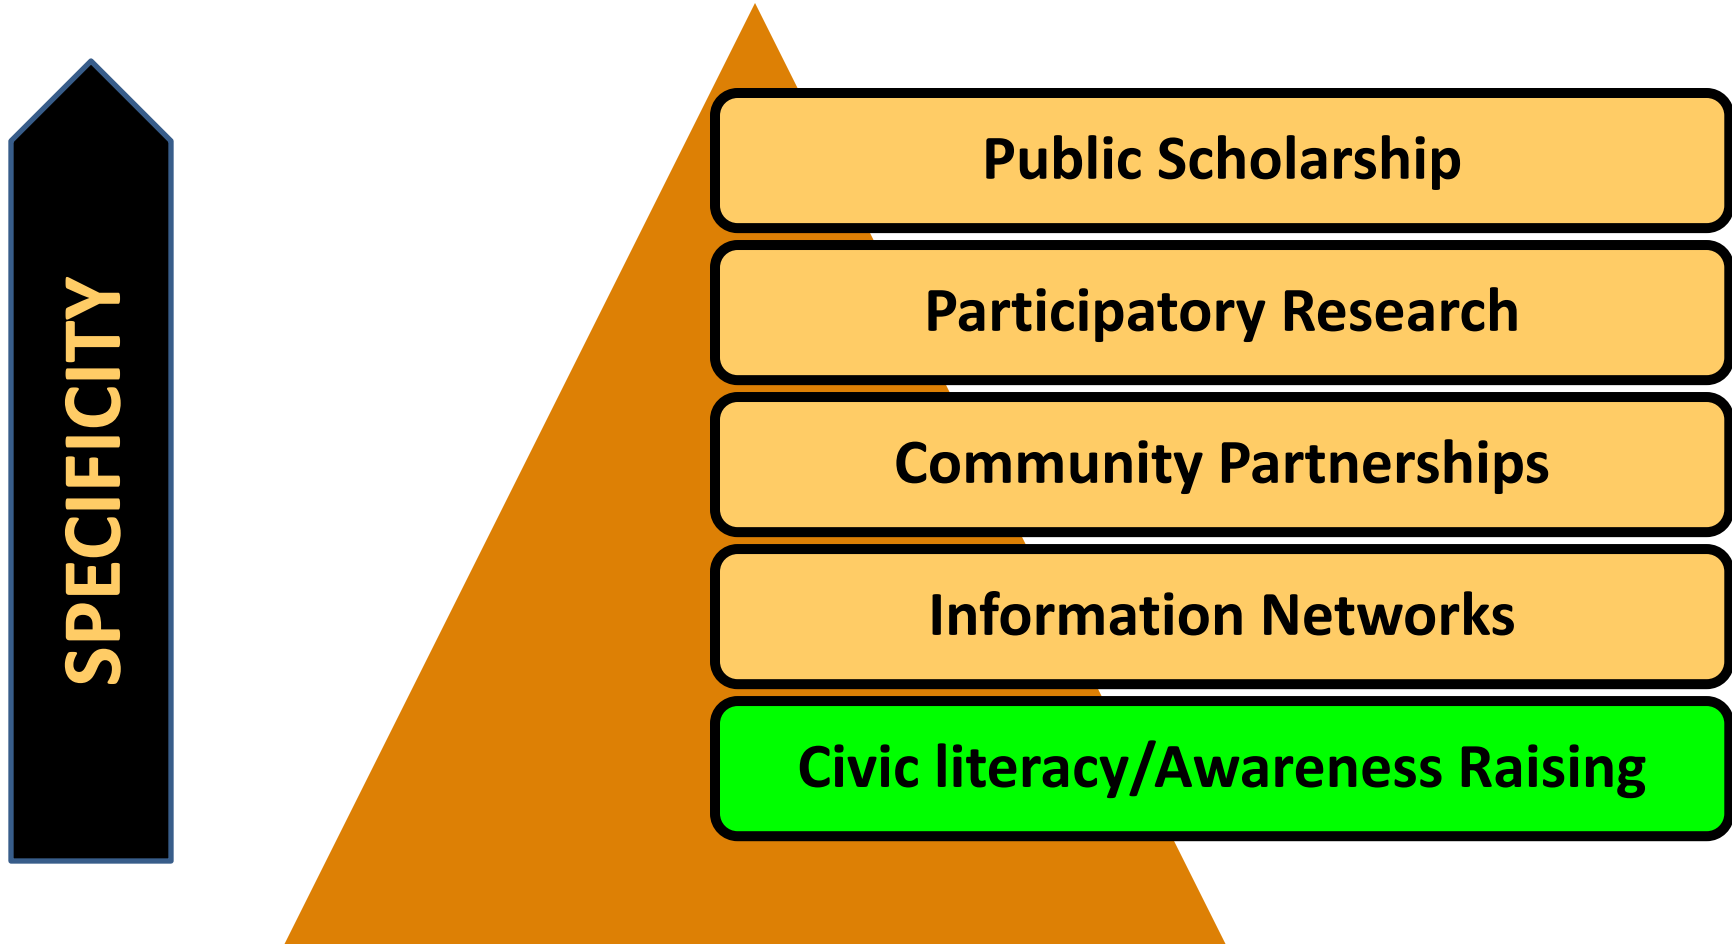 SPECIFICITY
Public Scholarship
Participatory Research
Community Partnerships
Information Networks
Civic literacy/Awareness Raising